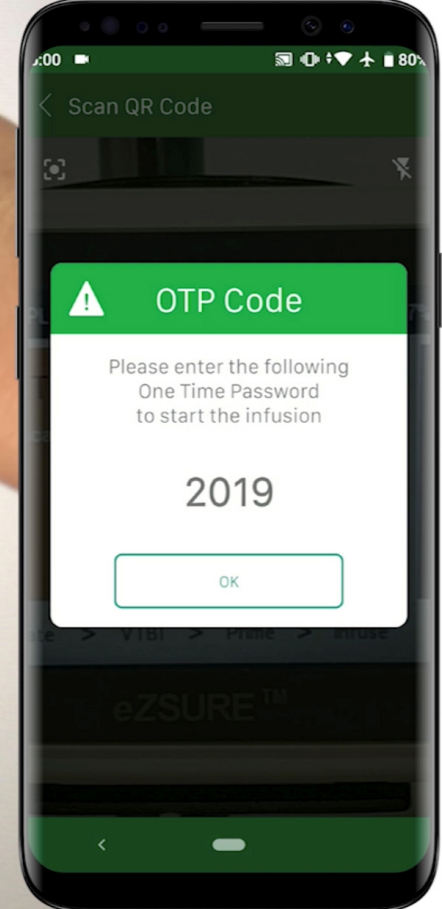 :00
80%
Scan QR Code
OTP Code
Please enter the following
One Time Password
to start the infusion
2019
OK
> VTBI > Prime > Infuse
eZSURE™